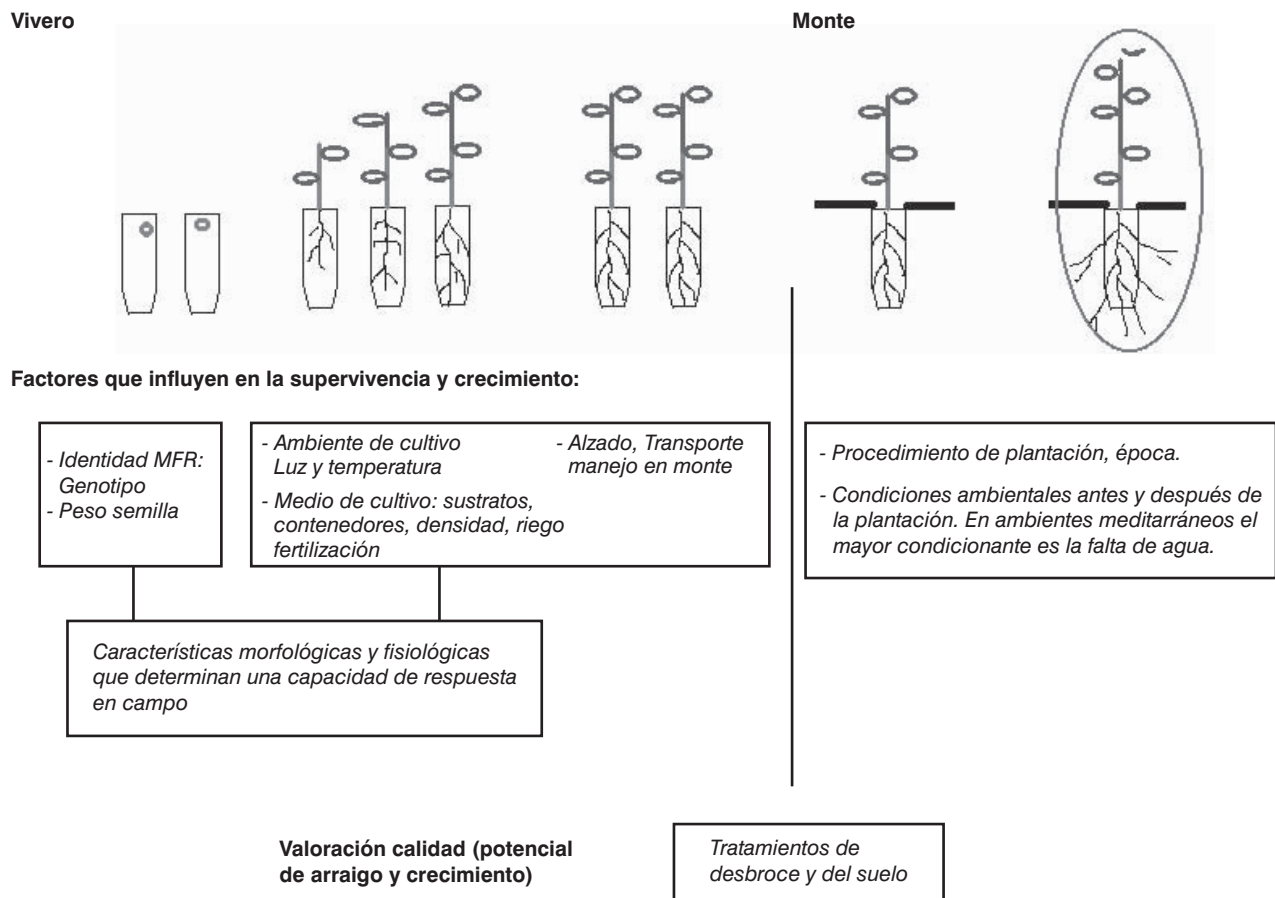 Vivero
Monte
Factores que influyen en la supervivencia y crecimiento:
- Identidad MFR:
Genotipo
- Peso semilla
- Ambiente de cultivo
Luz y temperatura
- Medio de cultivo: sustratos,
contenedores, densidad, riego
fertilización
- Alzado, Transporte
manejo en monte
- Procedimiento de plantación, época.
- Condiciones ambientales antes y después de
la plantación. En ambientes meditarráneos el
mayor condicionante es la falta de agua.
Características morfológicas y fisiológicas
que determinan una capacidad de respuesta
en campo
Valoración calidad (potencial
de arraigo y crecimiento)
Tratamientos de
desbroce y del suelo